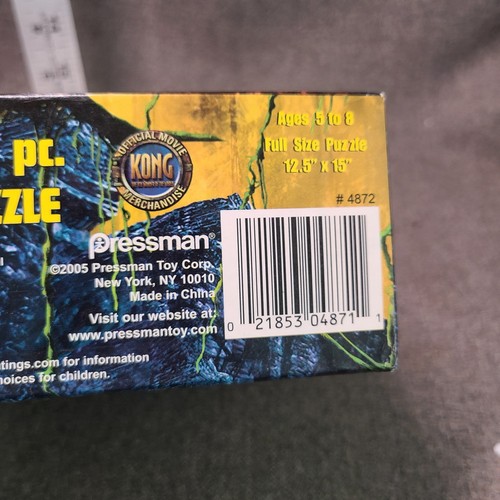 pc.
ZZLE
OFFICIAL MOVIE
KONG
MERCHANDISE
Ages 5 to 8
Full Size Puzzle
12.5" x 15"
# 4872
Pressman®
©2005 Pressman Toy Corp.
New York, NY 10010
Made in China
Visit our website at:
www.pressmantoy.com
tings.com for information
hoices for children.
0 21853 04871 1